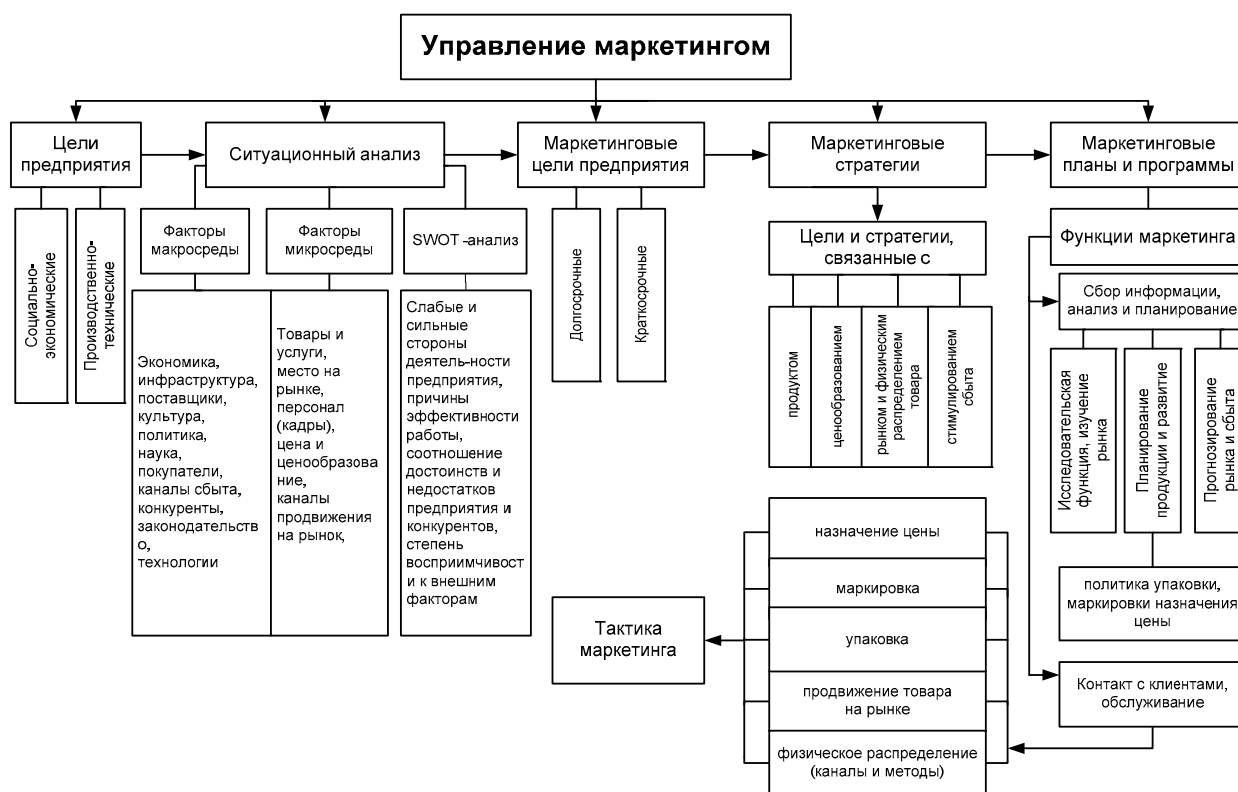 Управление маркетингом
Цели
предприятия
Ситуационный анализ
Маркетинговые
цели предприятия
Маркетинговые
стратегии
Маркетинговые
планы и программы
Социально-
экономические
Производственно-
технические
Факторы
макросреды
Факторы
микросреды
SWOT -анализ
Долгосрочные
Краткосрочные
Цели и стратегии,
связанные с
Функции маркетинга
Экономика,
инфраструктура,
поставщики,
культура,
политика,
наука,
покупатели,
каналы сбыта,
конкуренты,
законодательств
о,
технологии
Товары и
услуги,
место на
рынке,
персонал
(кадры),
цена и
ценообразова
ние,
каналы
продвижения
на рынок,
Слабые и
сильные
стороны
деятель-ности
предприятия,
причины
эффективности
работы,
соотношение
достоинств и
недостатков
предприятия и
конкурентов,
степень
восприимчивост
и к внешним
факторам
продуктом
ценообразованием
рынком и физическим
распределением
товара
стимулированием
сбыта
Сбор информации,
анализ и планирование
Исследовательская
функция, изучение
рынка
Планирование
продукции и развитие
Прогнозирование
рынка и сбыта
политика упаковки,
маркировки назначения
цены
Контакт с клиентами,
обслуживание
назначение цены
маркировка
упаковка
продвижение товара
на рынке
физическое распределение
(каналы и методы)
Тактика
маркетинга